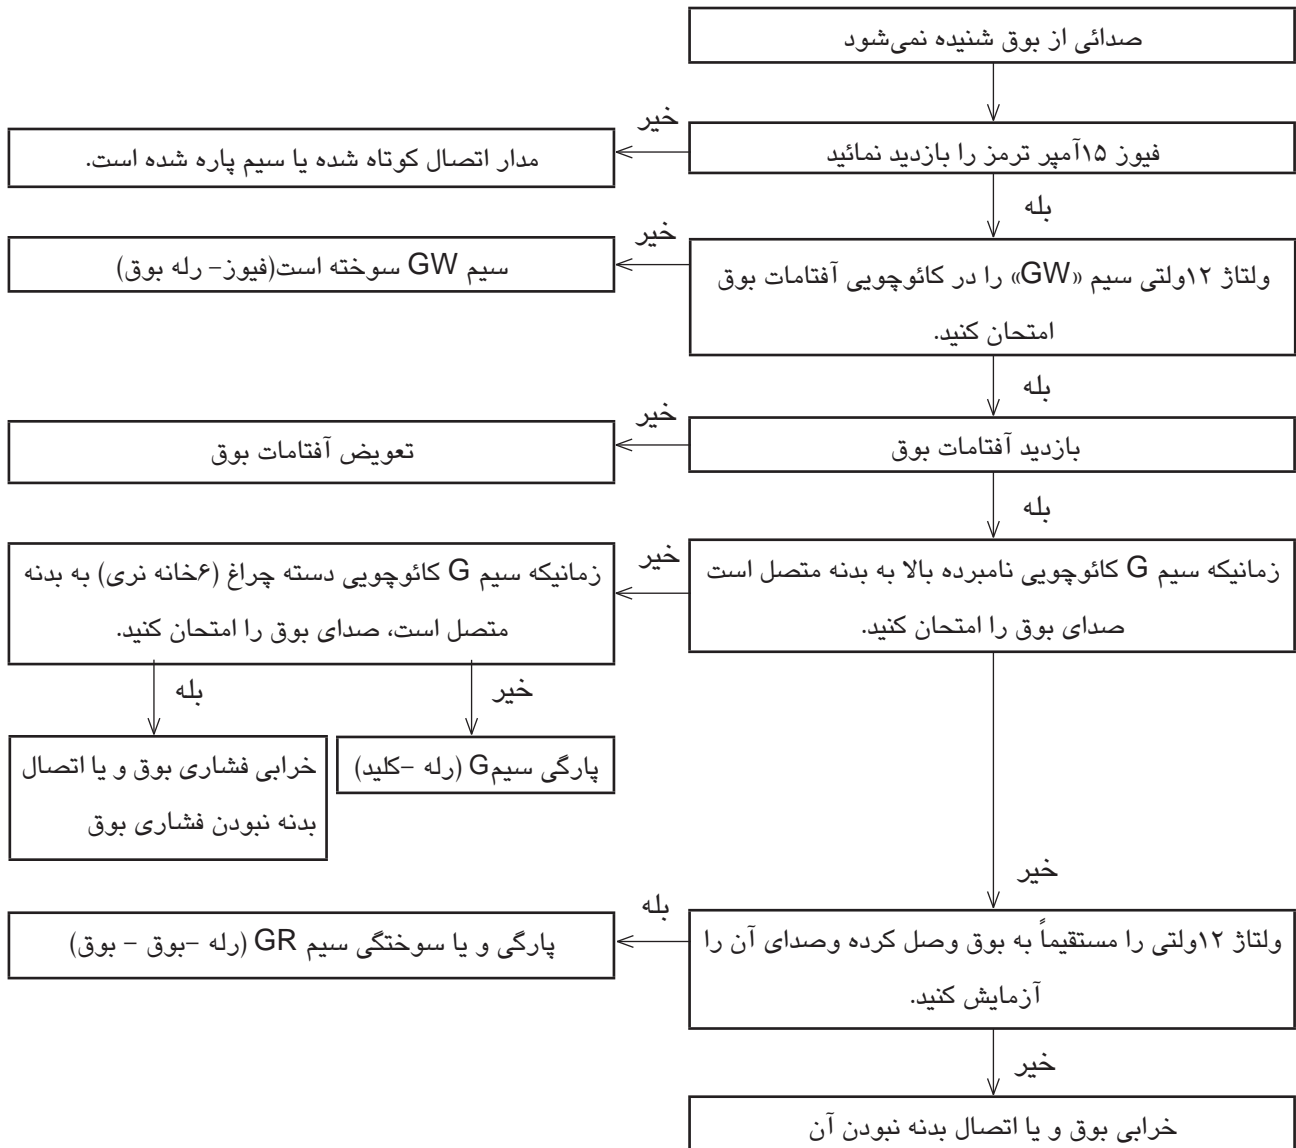 صدائی از بوق شنیده نمی‌شود
خیر
فیوز ۱۵آمپر ترمز را بازدید نمائید
مدار اتصال کوتاه شده یا سیم پاره شده است.
بله
خیر
ولتاژ ۱۲ولتی سیم «GW» را در کائوچویی آفتامات بوق
امتحان کنید.
سیم GW سوخته است(فیوز- رله بوق)
بله
خیر
بازدید آفتامات بوق
تعویض آفتامات بوق
بله
خیر
زمانیکه سیم G کائوچویی نامبرده بالا به بدنه متصل است
صدای بوق را امتحان کنید.
زمانیکه سیم G کائوچویی دسته چراغ (۶خانه نری) به بدنه
متصل است، صدای بوق را امتحان کنید.
خیر
بله
پارگی سیمG (رله -کلید)
خرابی فشاری بوق و یا اتصال
بدنه نبودن فشاری بوق
خیر
بله
ولتاژ ۱۲ولتی را مستقیماً به بوق وصل کرده وصدای آن را
آزمایش کنید.
پارگی و یا سوختگی سیم GR (رله -بوق - بوق)
خیر
خرابی بوق و یا اتصال بدنه نبودن آن